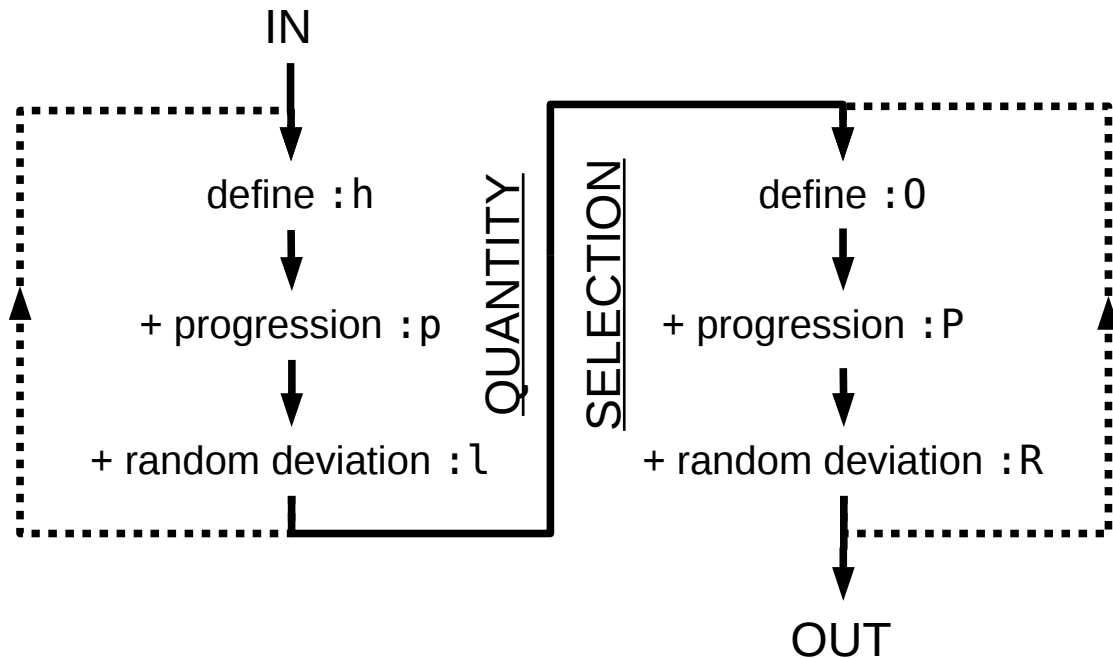 IN
define :h
+ progression :p
+ random deviation :l
QUANTITY
SELECTION
define :O
+ progression :P
+ random deviation :R
OUT